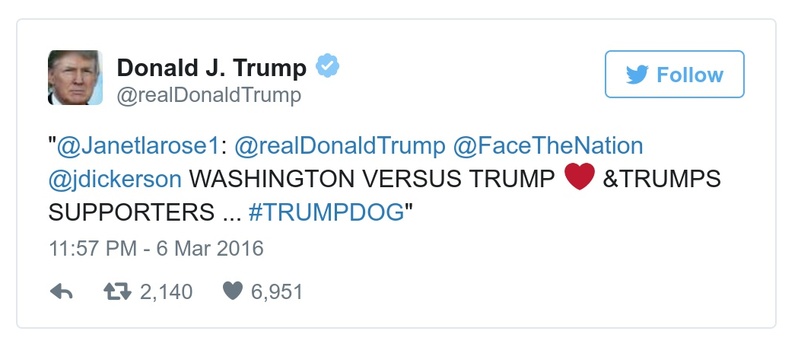 Donald J. Trump
@realDonaldTrump
Follow
"@Janetlarose1: @realDonaldTrump @FaceTheNation
@jdickerson WASHINGTON VERSUS TRUMP ❤️ &TRUMPS
SUPPORTERS ... #TRUMPDOG"
11:57 PM - 6 Mar 2016
2,140 6,951